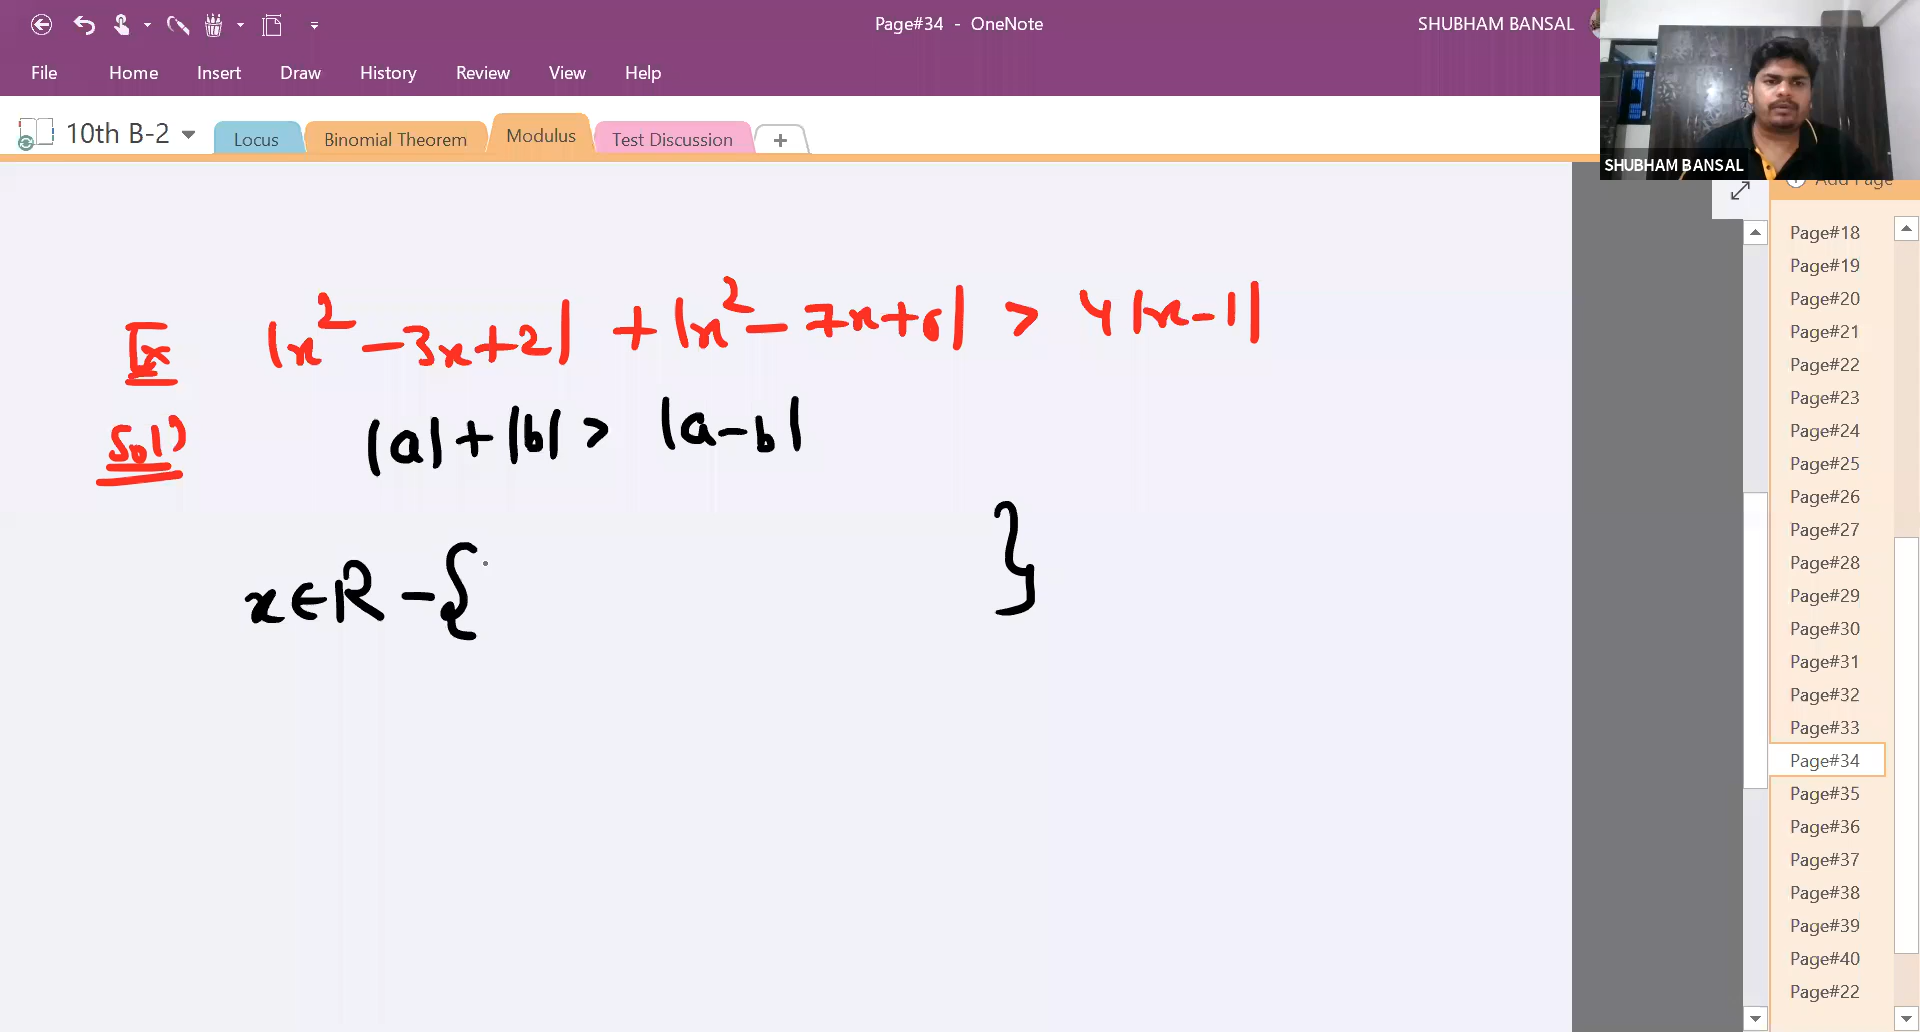 Page#34 - OneNote
SHUBHAM BANSAL
File Home Insert Draw History Review View Help
10th B-2
Locus
Binomial Theorem
Modulus
Test Discussion
+
SHUBHAM BANSAL
Add Page
Ex |x² - 3x + 2| + |x² - 7x + 6| > 4|x - 1|
Sol) |a| + |b| > |a - b|
x ∈ R - { }
Page#18
Page#19
Page#20
Page#21
Page#22
Page#23
Page#24
Page#25
Page#26
Page#27
Page#28
Page#29
Page#30
Page#31
Page#32
Page#33
Page#34
Page#35
Page#36
Page#37
Page#38
Page#39
Page#40
Page#22